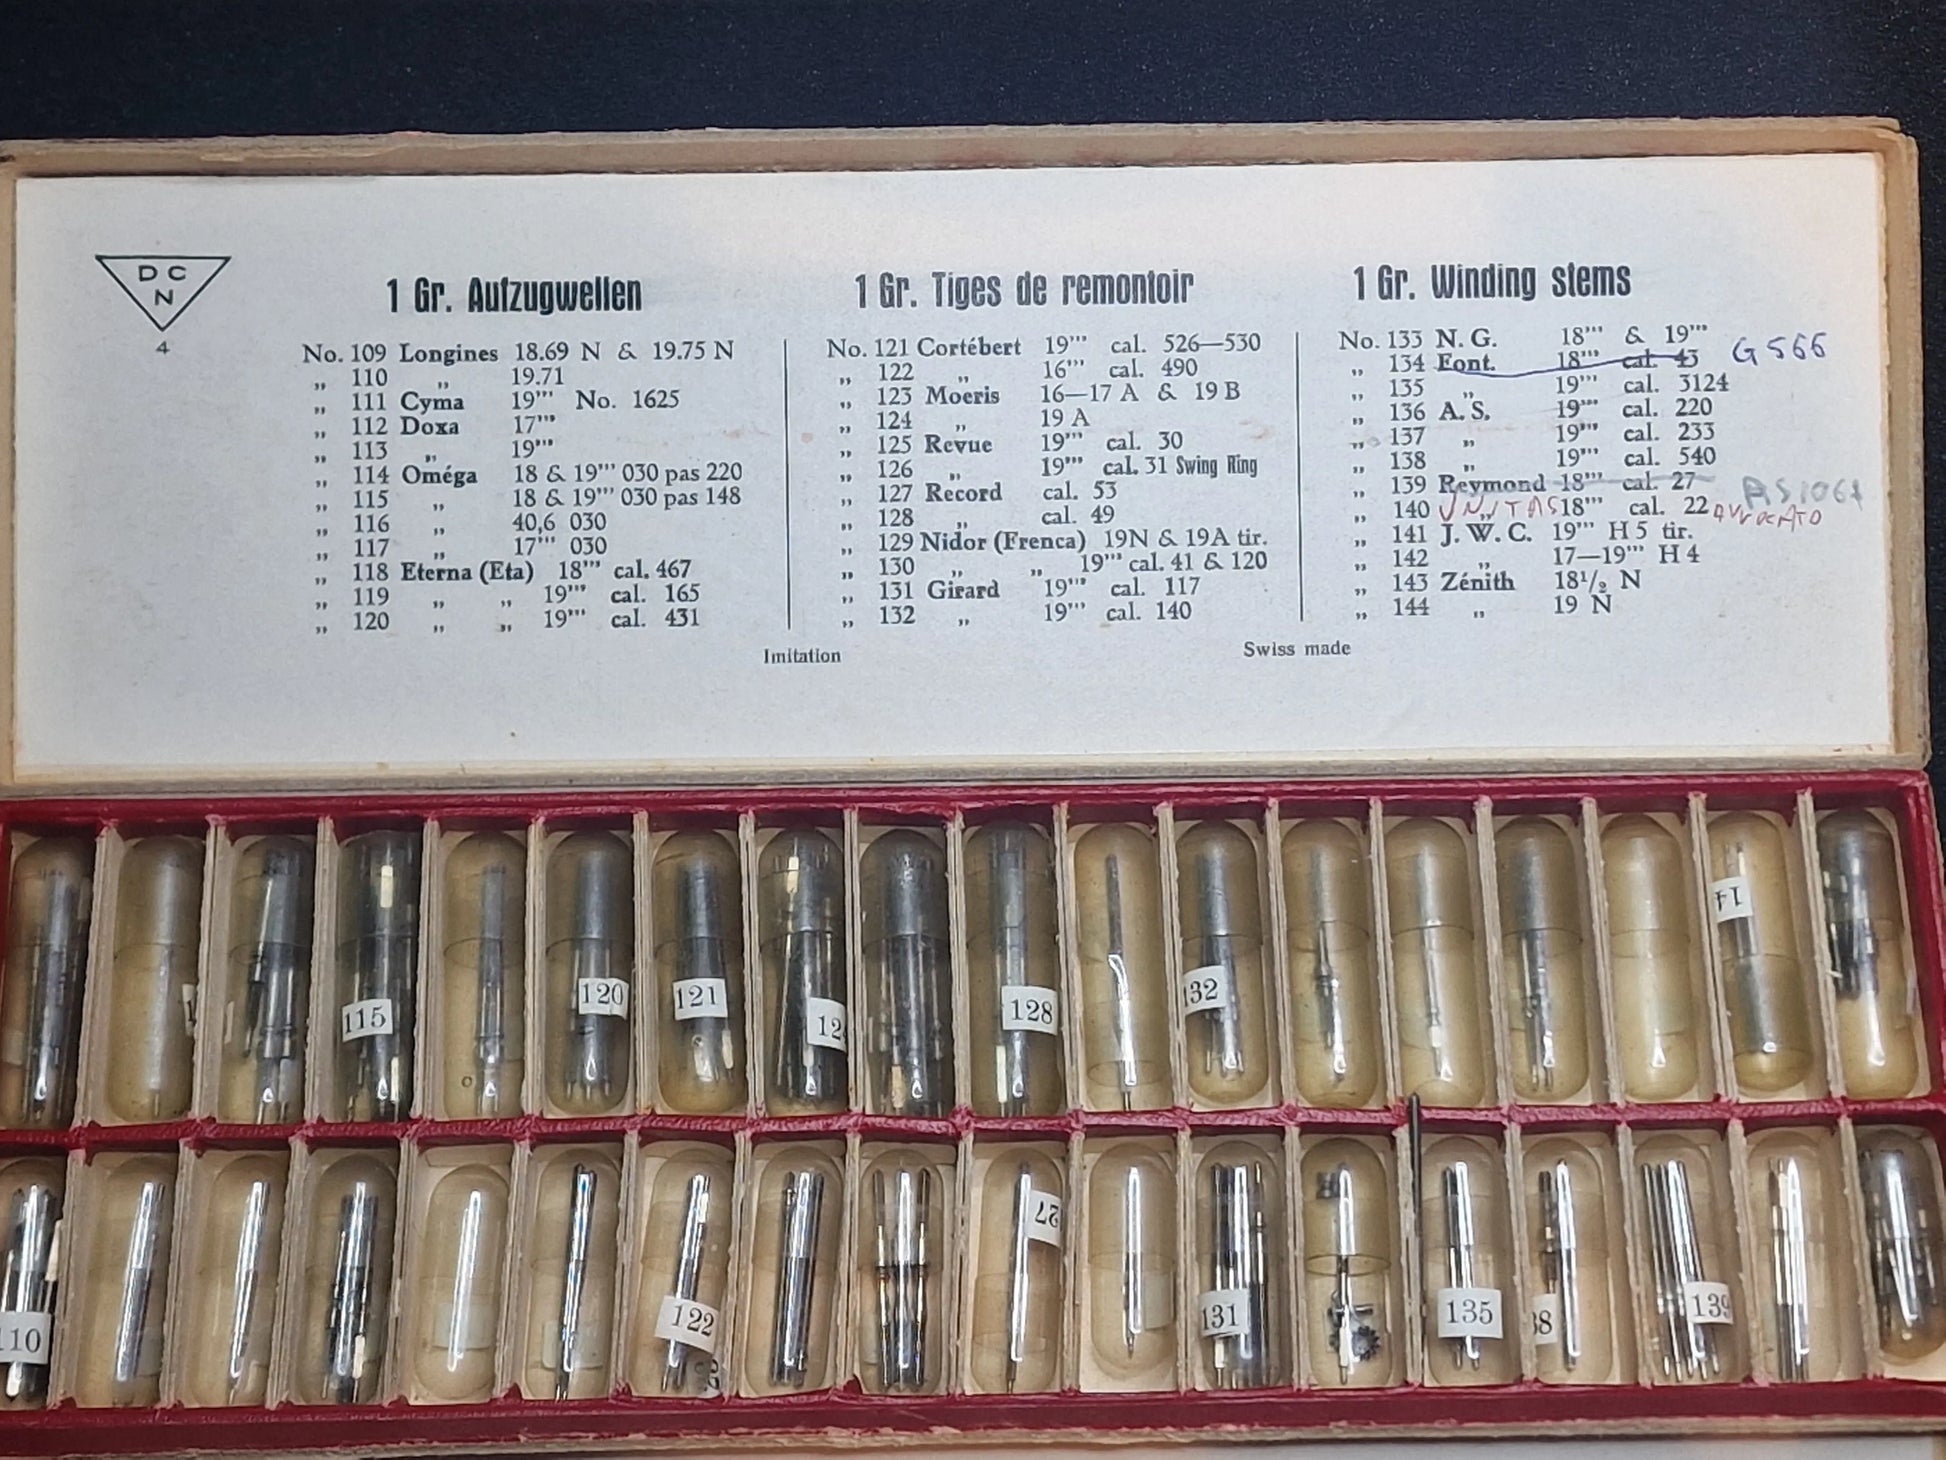 D C
N
4
1 Gr. Aufzugwellen
No. 109 Longines 18.69 N & 19.75 N
„ 110 „ 19.71
„ 111 Cyma 19''' No. 1625
„ 112 Doxa 17'''
„ 113 „ 19'''
„ 114 Oméga 18 & 19''' 030 pas 220
„ 115 „ 18 & 19''' 030 pas 148
„ 116 „ 40,6 030
„ 117 „ 17''' 030
„ 118 Eterna (Eta) 18''' cal. 467
„ 119 „ „ 19''' cal. 165
„ 120 „ „ 19''' cal. 431
1 Gr. Tiges de remontoir
No. 121 Cortébert 19''' cal. 526—530
„ 122 „ 16''' cal. 490
„ 123 Moeris 16—17 A & 19 B
„ 124 „ 19 A
„ 125 Revue 19''' cal. 30
„ 126 „ 19''' cal. 31 Swing Ring
„ 127 Record cal. 53
„ 128 „ cal. 49
„ 129 Nidor (Frenca) 19N & 19A tir.
„ 130 „ „ 19''' cal. 41 & 120
„ 131 Girard 19''' cal. 117
„ 132 „ 19''' cal. 140
1 Gr. Winding stems
No. 133 N. G. 18''' & 19'''
„ 134 Font. 18''' cal. 43 G 566
„ 135 „ 19''' cal. 3124
„ 136 A. S. 19''' cal. 220
„ 137 „ 19''' cal. 233
„ 138 „ 19''' cal. 540
„ 139 Reymond 18''' cal. 27
„ 140 UNITAS „ 18''' cal. 22
„ 141 J. W. C. 19''' H 5 tir.
„ 142 „ 17—19''' H 4
„ 143 Zénith 18¹/₂ N
„ 144 „ 19 N
Imitation
Swiss made
115
120
121
128
132
110
122
131
135
139